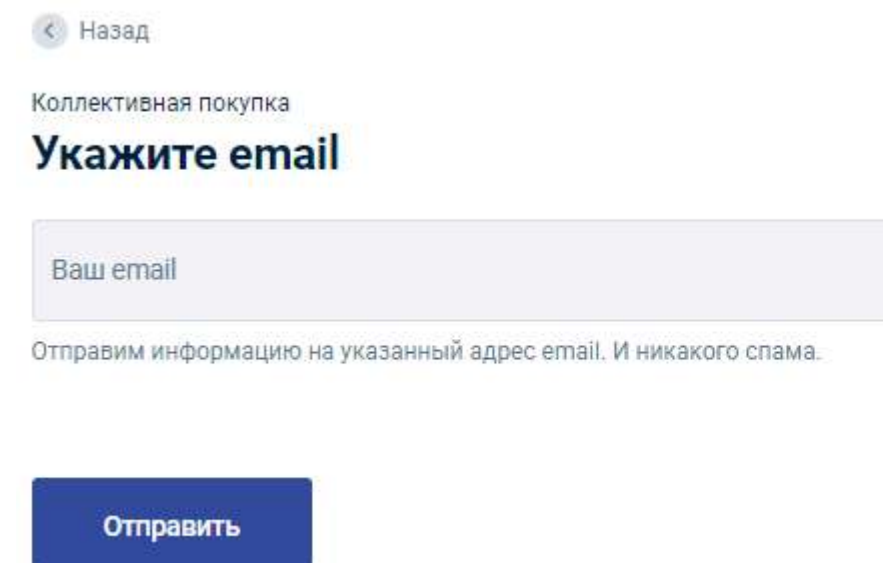 Назад
Коллективная покупка
Укажите email
Ваш email
Отправим информацию на указанный адрес email. И никакого спама.
Отправить